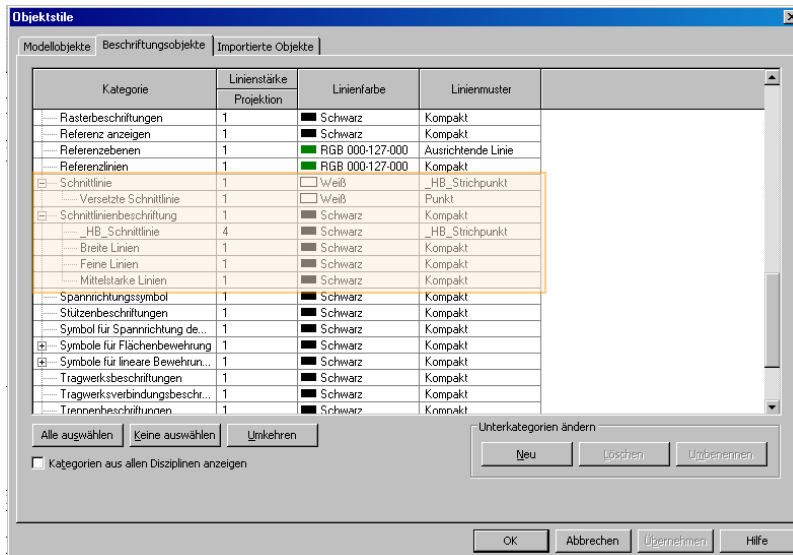 Objektstile
Modellobjekte Beschriftungsobjekte Importierte Objekte
Kategorie Linienstärke Linienfarbe Linienmuster
Projektion
Rasterbeschriftungen 1 Schwarz Kompakt
Referenz anzeigen 1 Schwarz Kompakt
Referenzebenen 1 RGB 000-127-000 Ausrichtende Linie
Referenzlinien 1 RGB 000-127-000 Kompakt
Schnittlinie 1 Weiß _HB_Strichpunkt
Versetzte Schnittlinie 1 Weiß Punkt
Schnittlinienbeschriftung 1 Schwarz Kompakt
_HB_Schnittlinie 4 Schwarz _HB_Strichpunkt
Breite Linien 1 Schwarz Kompakt
Feine Linien 1 Schwarz Kompakt
Mittelstarke Linien 1 Schwarz Kompakt
Spannrichtungssymbol 1 Schwarz Kompakt
Stützenbeschriftungen 1 Schwarz Kompakt
Symbol für Spannrichtung de... 1 Schwarz Kompakt
Symbole für Flächenbewehrung 1 Schwarz Kompakt
Symbole für lineare Bewehrun... 1 Schwarz Kompakt
Tragwerksbeschriftungen 1 Schwarz Kompakt
Tragwerksverbindungsbeschr... 1 Schwarz Kompakt
Treppenbeschriftungen 1 Schwarz Kompakt
Alle auswählen Keine auswählen Umkehren
Unterkategorien ändern
Neu Löschen Umbenennen
Kategorien aus allen Disziplinen anzeigen
OK Abbrechen Übernehmen Hilfe